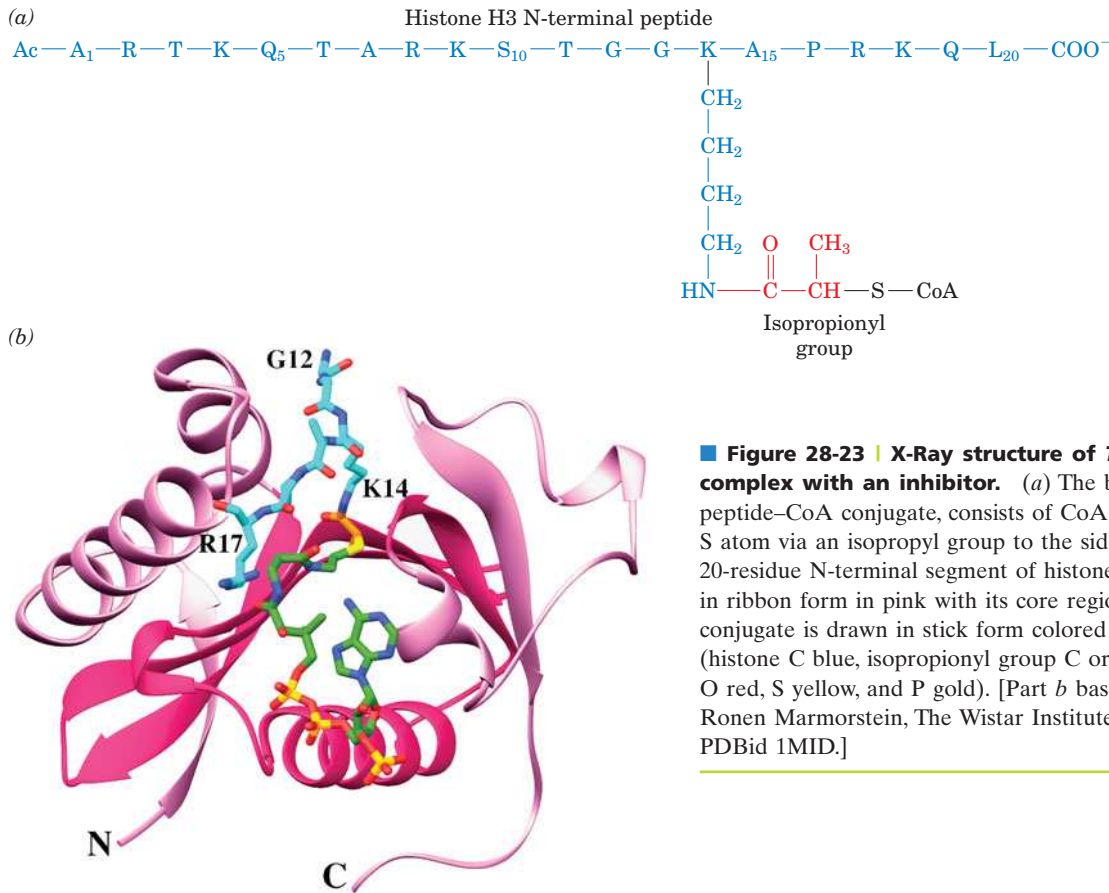 (a)
Histone H3 N-terminal peptide
Ac—A₁—R—T—K—Q₅—T—A—R—K—S₁₀—T—G—G—K—A₁₅—P—R—K—Q—L₂₀—COO⁻
CH₂
CH₂
CH₂
CH₂ O CH₃
HN—C—CH—S—CoA
Isopropionyl
group
(b)
G12
K14
R17
N
C
■ Figure 28-23 | X-Ray structure of
complex with an inhibitor. (a) The
peptide–CoA conjugate, consists of CoA
S atom via an isopropyl group to the
20-residue N-terminal segment of histone
in ribbon form in pink with its core
conjugate is drawn in stick form colored
(histone C blue, isopropionyl group C
O red, S yellow, and P gold). [Part b
Ronen Marmorstein, The Wistar Institute
PDBid 1MID.]